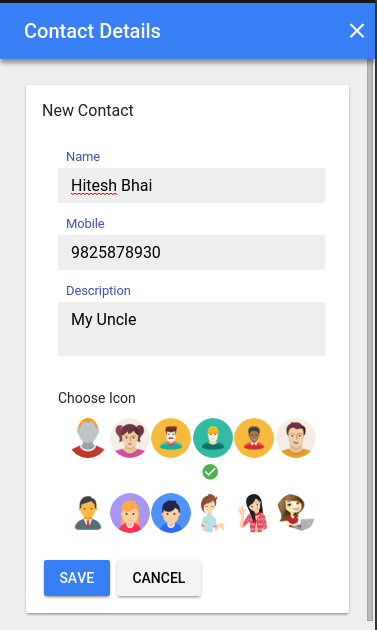 Contact Details
New Contact
Name
Hitesh Bhai
Mobile
9825878930
Description
My Uncle
Choose Icon
SAVE CANCEL